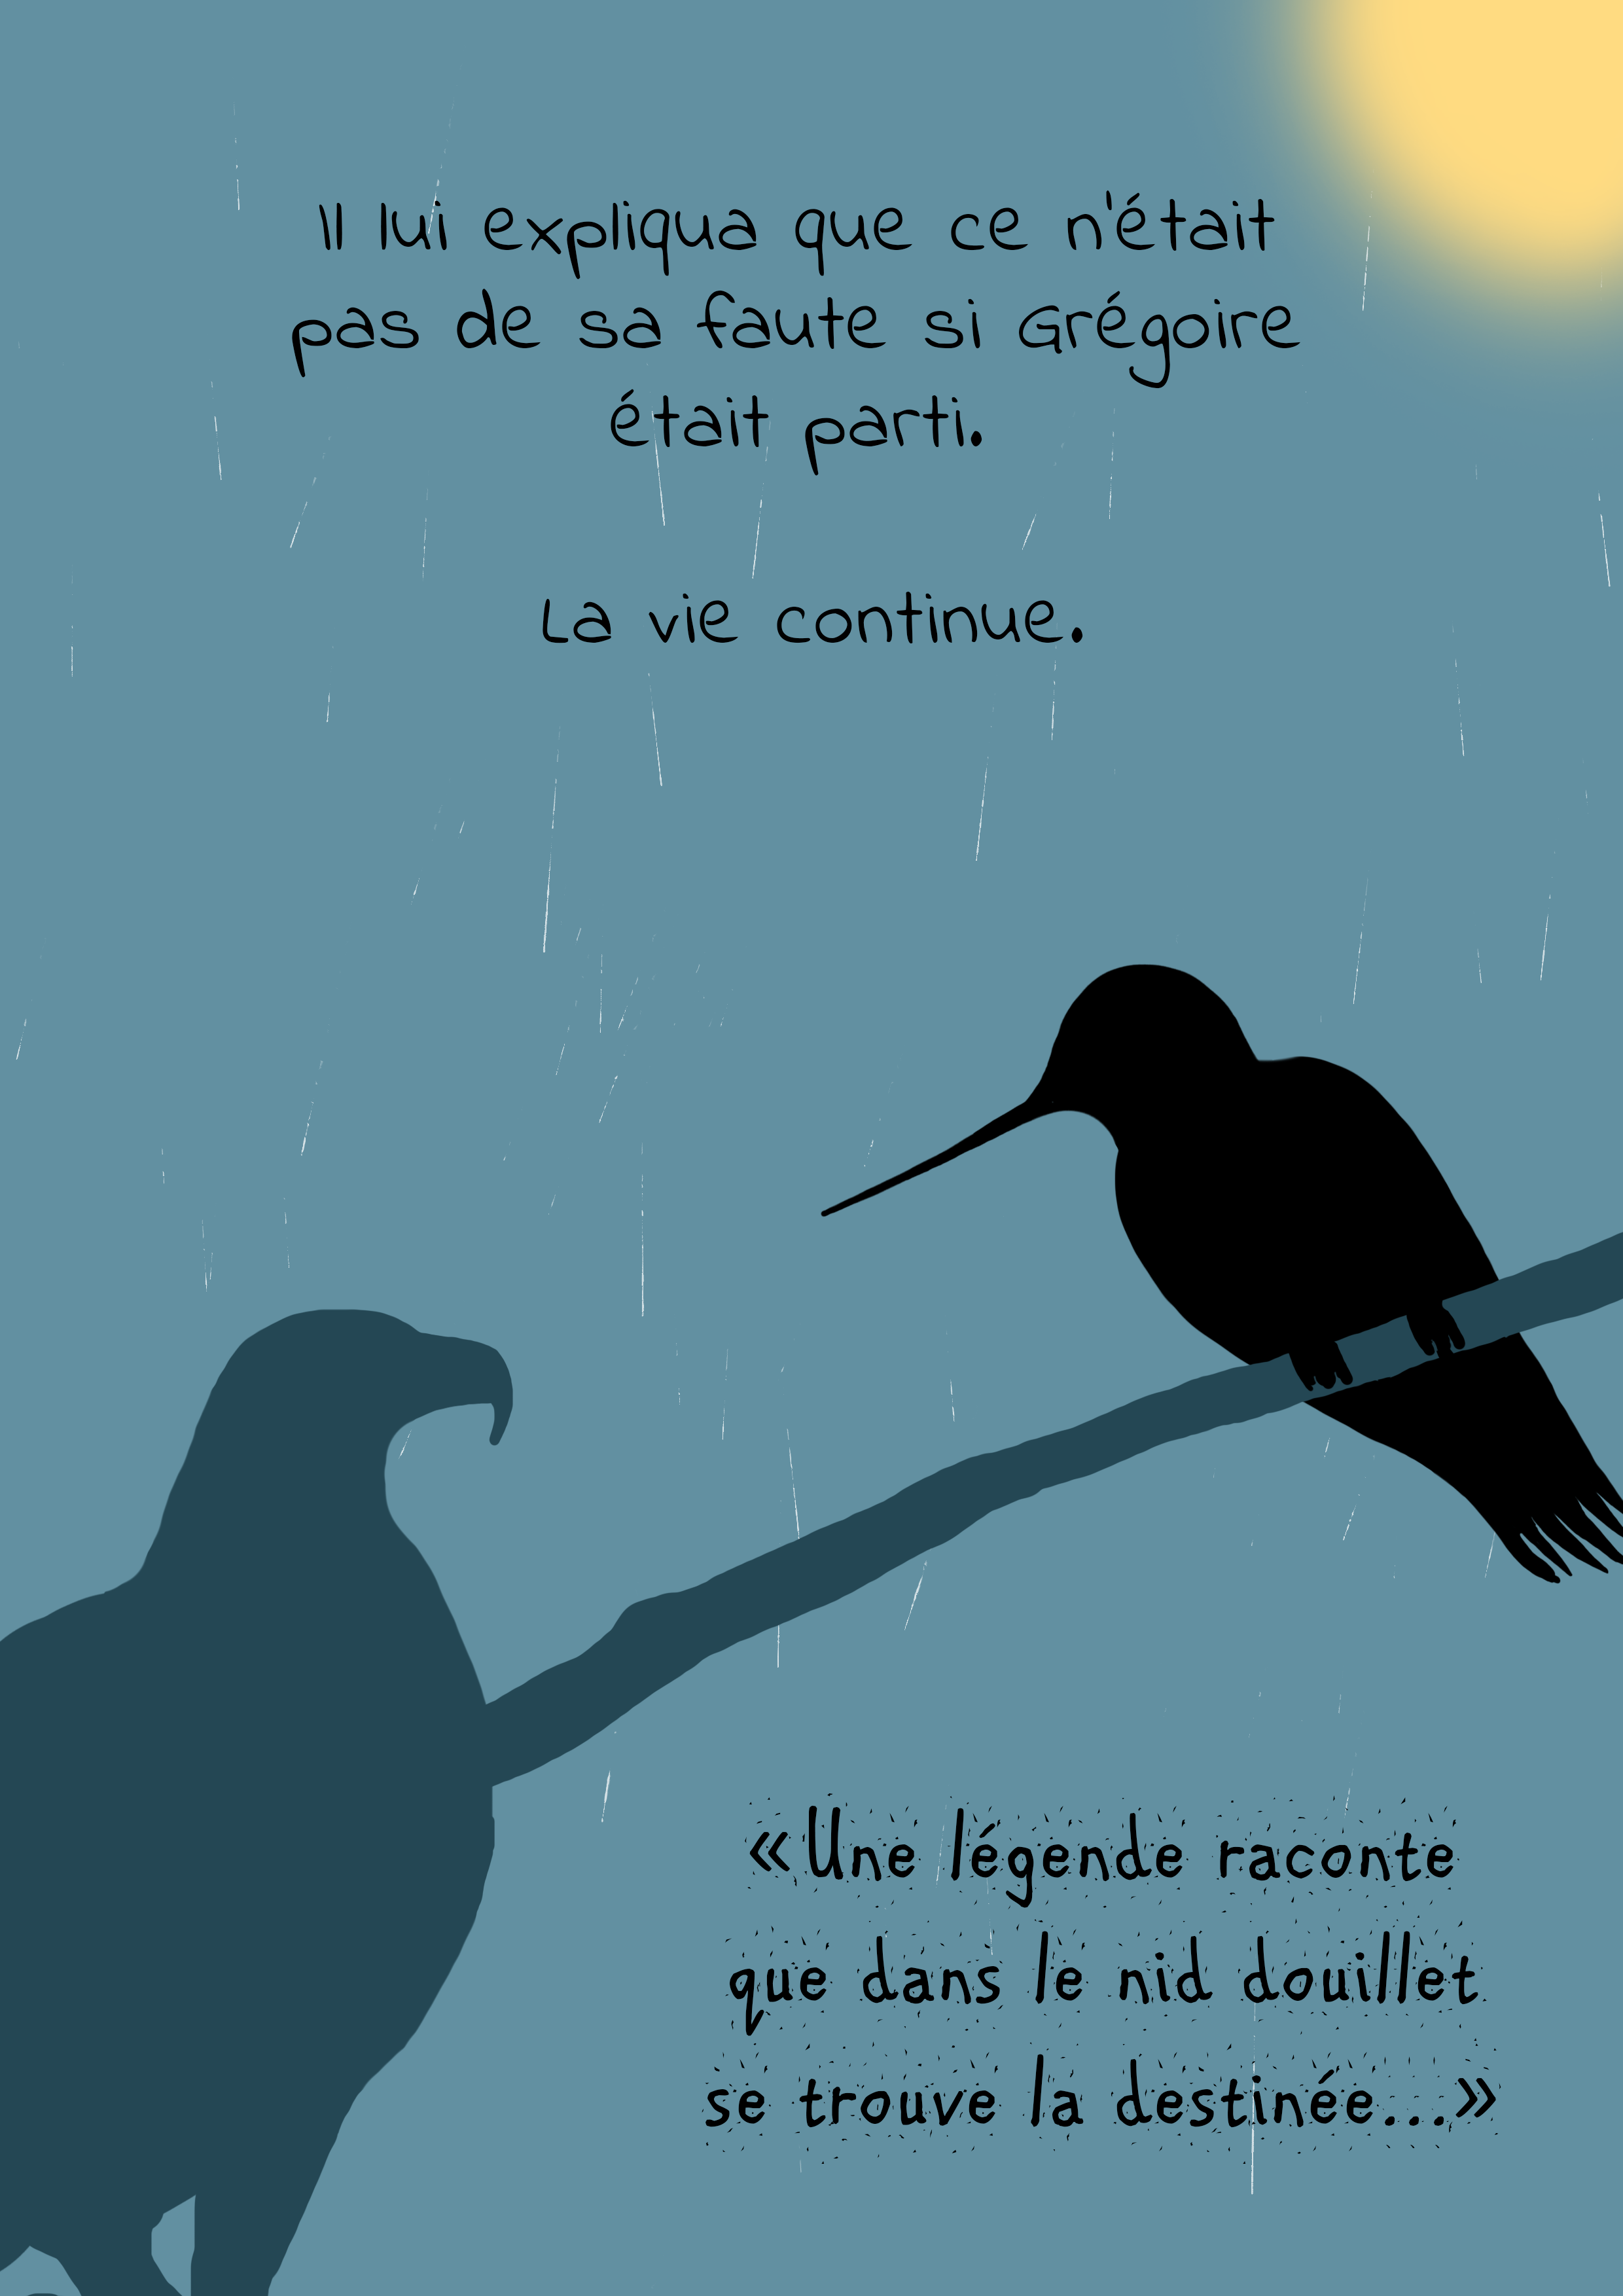 Il lui expliqua que ce n'était
pas de sa faute si Grégoire
était parti.
La vie continue.
«Une légende raconte
que dans le nid douillet
se trouve la destinée...»